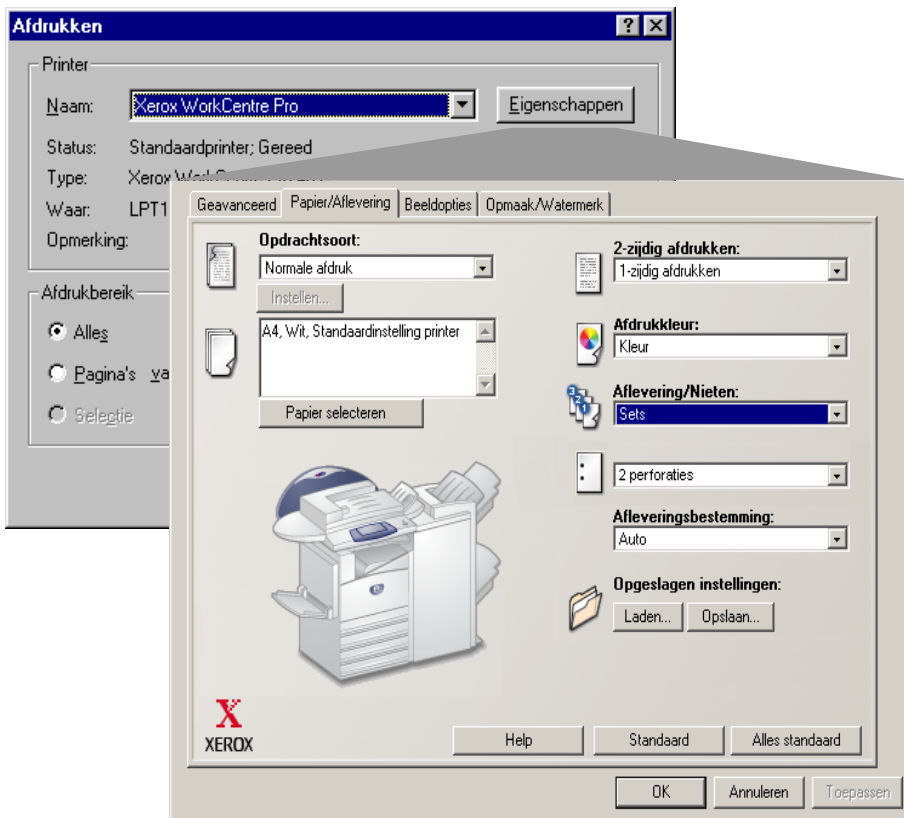 Afdrukken
Printer
Naam:
Xerox WorkCentre Pro
Eigenschappen
Status:
Standaardprinter; Gereed
Type:
Xerox
Waar:
LPT1
Opmerking:
Afdrukbereik
Alles
Pagina's va
Selectie
Geavanceerd
Papier/Aflevering
Beeldopties
Opmaak/Watermerk
Opdrachtsoort:
Normale afdruk
Instellen...
A4, Wit, Standaardinstelling printer
Papier selecteren
2-zijdig afdrukken:
1-zijdig afdrukken
Afdrukkleur:
Kleur
Aflevering/Nieten:
Sets
2 perforaties
Afleveringsbestemming:
Auto
Opgeslagen instellingen:
Laden...
Opslaan...
X
XEROX
Help
Standaard
Alles standaard
OK
Annuleren
Toepassen